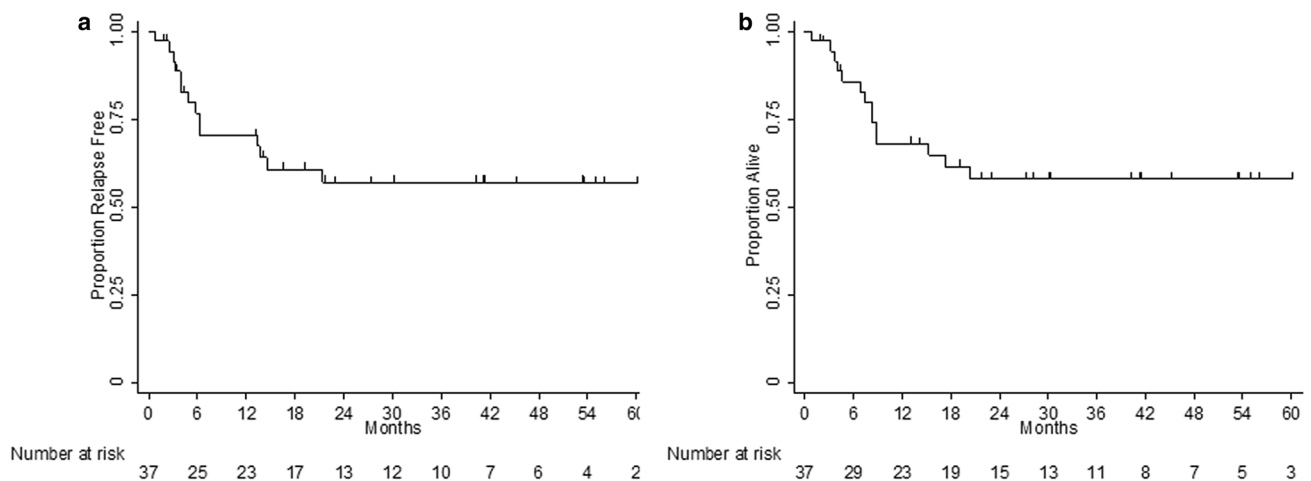 a
Proportion Relapse Free
1.00
0.75
0.50
0.25
0
0 6 12 18 24 30 36 42 48 54 60
Months
Number at risk
37 25 23 17 13 12 10 7 6 4 2
b
Proportion Alive
1.00
0.75
0.50
0.25
0
0 6 12 18 24 30 36 42 48 54 60
Months
Number at risk
37 29 23 19 15 13 11 8 7 5 3